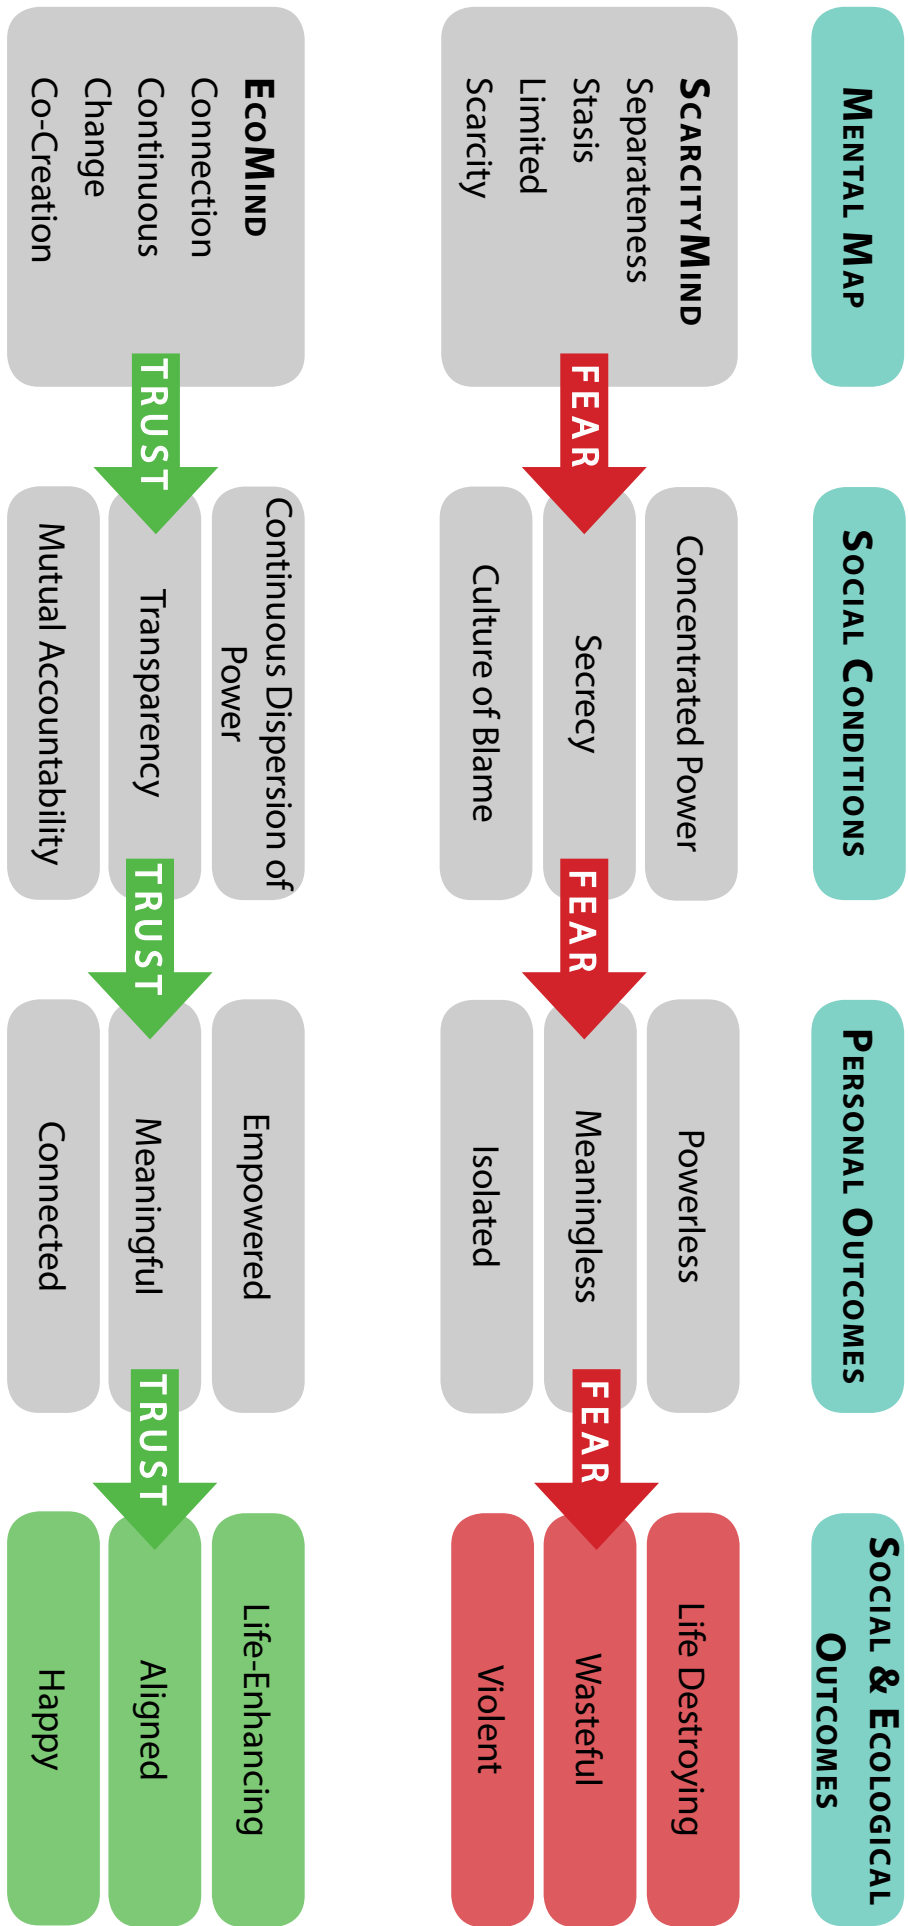 MENTAL MAP
SOCIAL CONDITIONS
PERSONAL OUTCOMES
SOCIAL & ECOLOGICAL
OUTCOMES
SCARCITYMIND
Separateness
Stasis
Limited
Scarcity
FEAR
Concentrated Power
Secrecy
Culture of Blame
FEAR
Powerless
Meaningless
Isolated
FEAR
Life Destroying
Wasteful
Violent
ECOMIND
Connection
Continuous
Change
Co-Creation
TRUST
Continuous Dispersion of
Power
Transparency
Mutual Accountability
TRUST
Empowered
Meaningful
Connected
TRUST
Life-Enhancing
Aligned
Happy